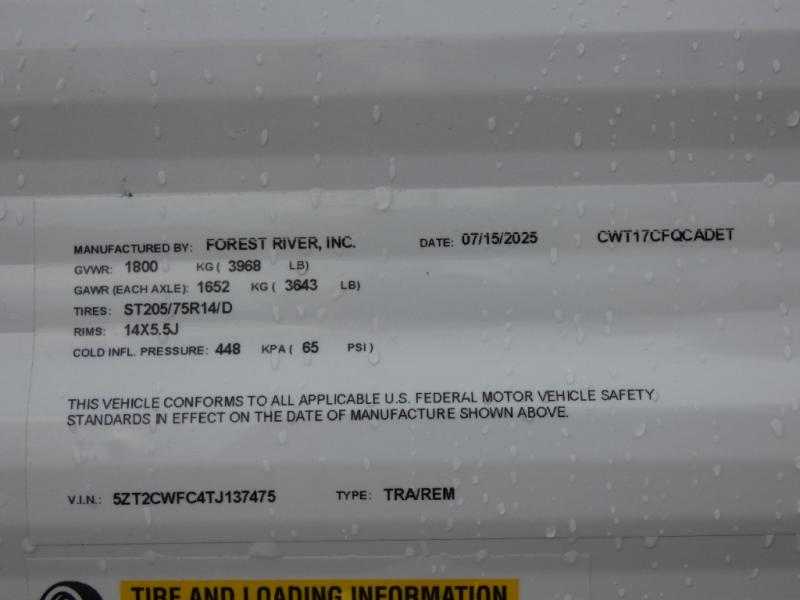 MANUFACTURED BY: FOREST RIVER, INC. DATE: 07/15/2025 CWT17CFQCADET
GVWR: 1800 KG ( 3968 LB)
GAWR (EACH AXLE): 1652 KG ( 3643 LB)
TIRES: ST205/75R14/D
RIMS: 14X5.5J
COLD INFL. PRESSURE: 448 KPA ( 65 PSI )
THIS VEHICLE CONFORMS TO ALL APPLICABLE U.S. FEDERAL MOTOR VEHICLE SAFETY
STANDARDS IN EFFECT ON THE DATE OF MANUFACTURE SHOWN ABOVE.
V.I.N.: 5ZT2CWFC4TJ137475 TYPE: TRA/REM
TIRE AND LOADING INFORMATION